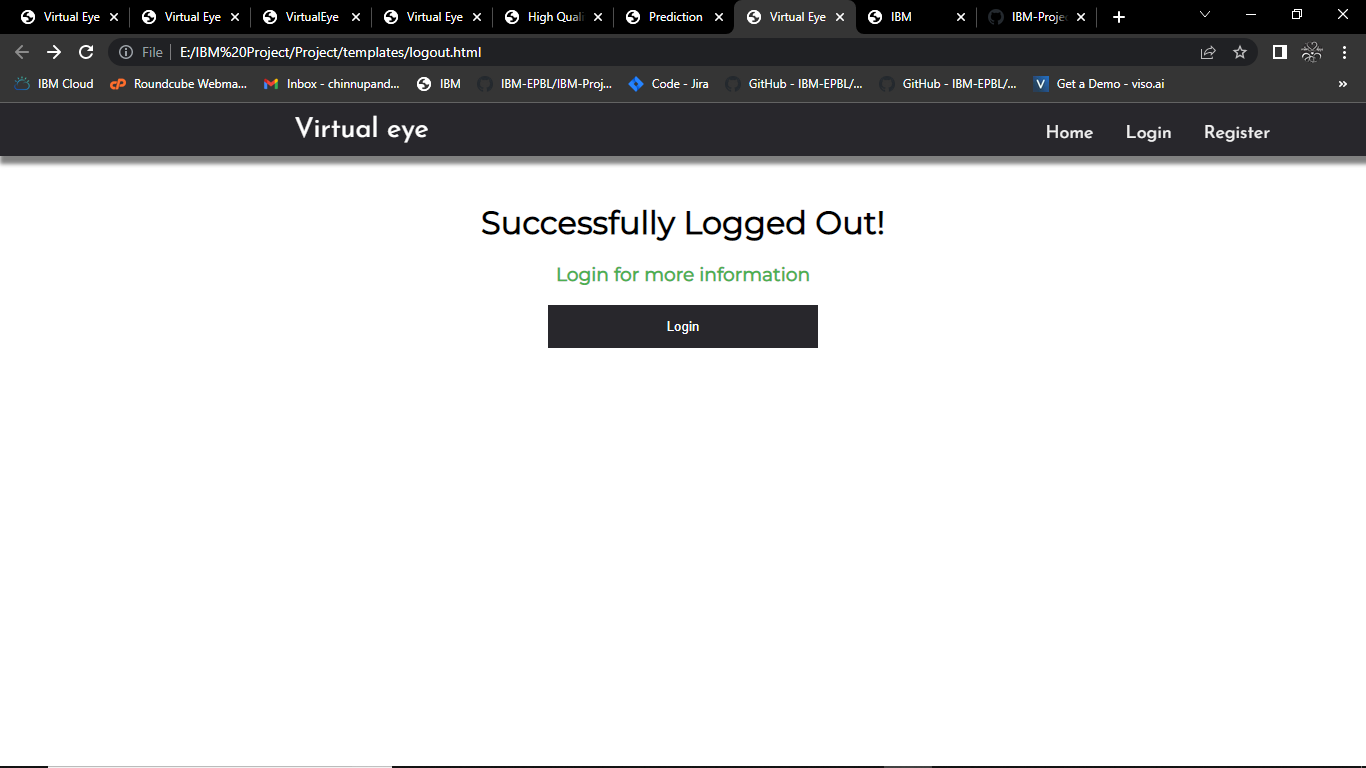 Virtual Eye Virtual Eye VirtualEye Virtual Eye High Quali Prediction Virtual Eye IBM IBM-Proje
File E:/IBM%20Project/Project/templates/logout.html
IBM Cloud Roundcube Webma... Inbox - chinnupand... IBM IBM-EPBL/IBM-Proj... Code - Jira GitHub - IBM-EPBL/... GitHub - IBM-EPBL/... V Get a Demo - viso.ai »
Virtual eye Home Login Register
Successfully Logged Out!
Login for more information
Login